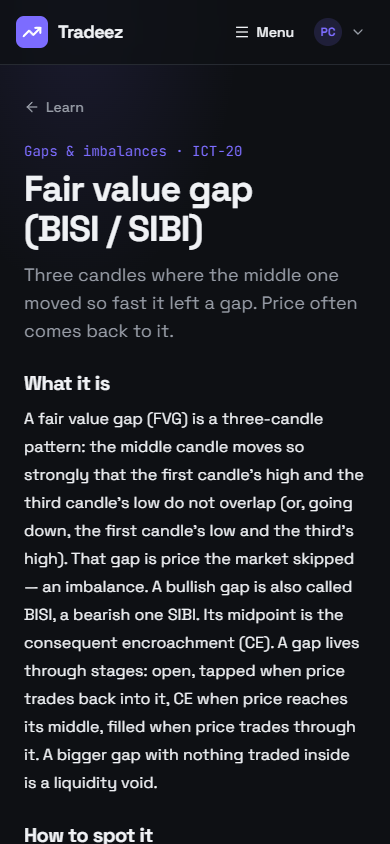 Tradeez
Menu
PC
Learn
Gaps & imbalances · ICT-20
Fair value gap
(BISI / SIBI)
Three candles where the middle one
moved so fast it left a gap. Price often
comes back to it.
What it is
A fair value gap (FVG) is a three-candle
pattern: the middle candle moves so
strongly that the first candle’s high and the
third candle’s low do not overlap (or, going
down, the first candle’s low and the third’s
high). That gap is price the market skipped
— an imbalance. A bullish gap is also called
BISI, a bearish one SIBI. Its midpoint is the
consequent encroachment (CE). A gap lives
through stages: open, tapped when price
trades back into it, CE when price reaches
its middle, filled when price trades through
it. A bigger gap with nothing traded inside
is a liquidity void.
How to spot it